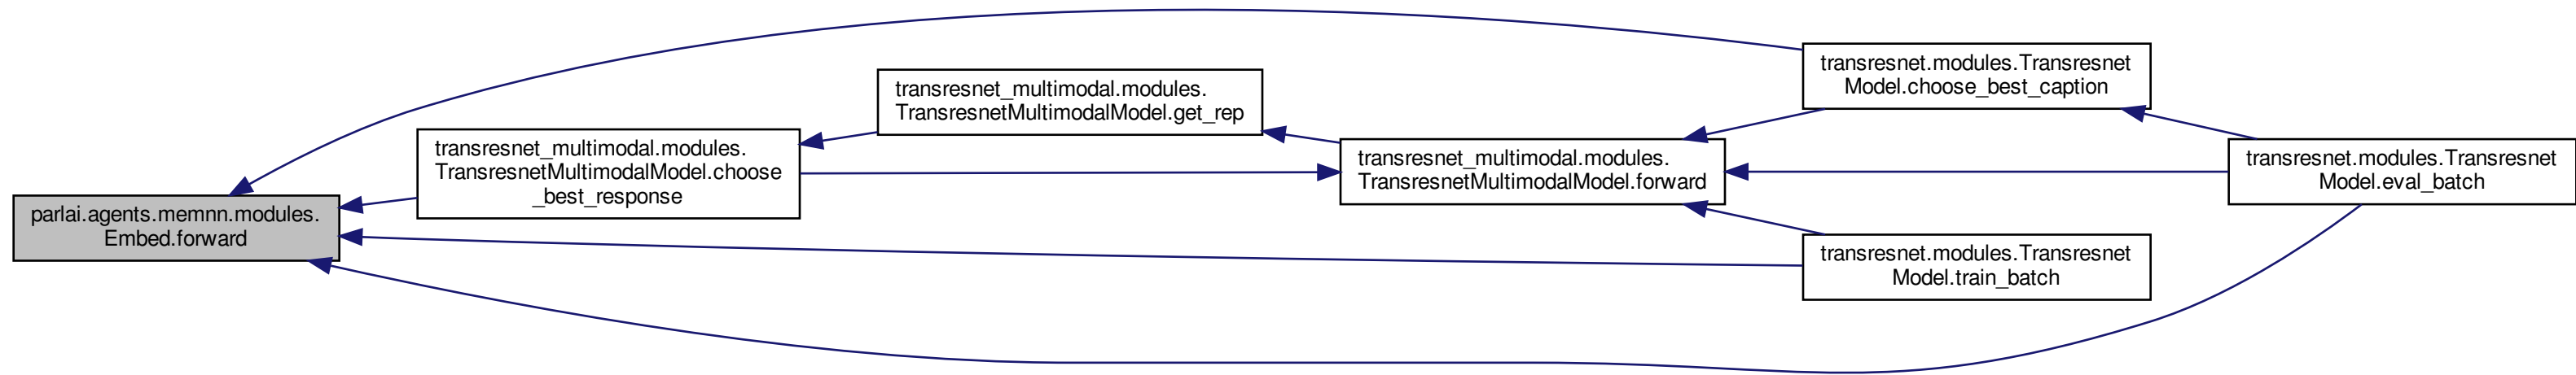 parlai.agents.memnn.modules.
Embed.forward
transresnet_multimodal.modules.
TransresnetMultimodalModel.choose
_best_response
transresnet_multimodal.modules.
TransresnetMultimodalModel.get_rep
transresnet_multimodal.modules.
TransresnetMultimodalModel.forward
transresnet.modules.Transresnet
Model.choose_best_caption
transresnet.modules.Transresnet
Model.train_batch
transresnet.modules.Transresnet
Model.eval_batch